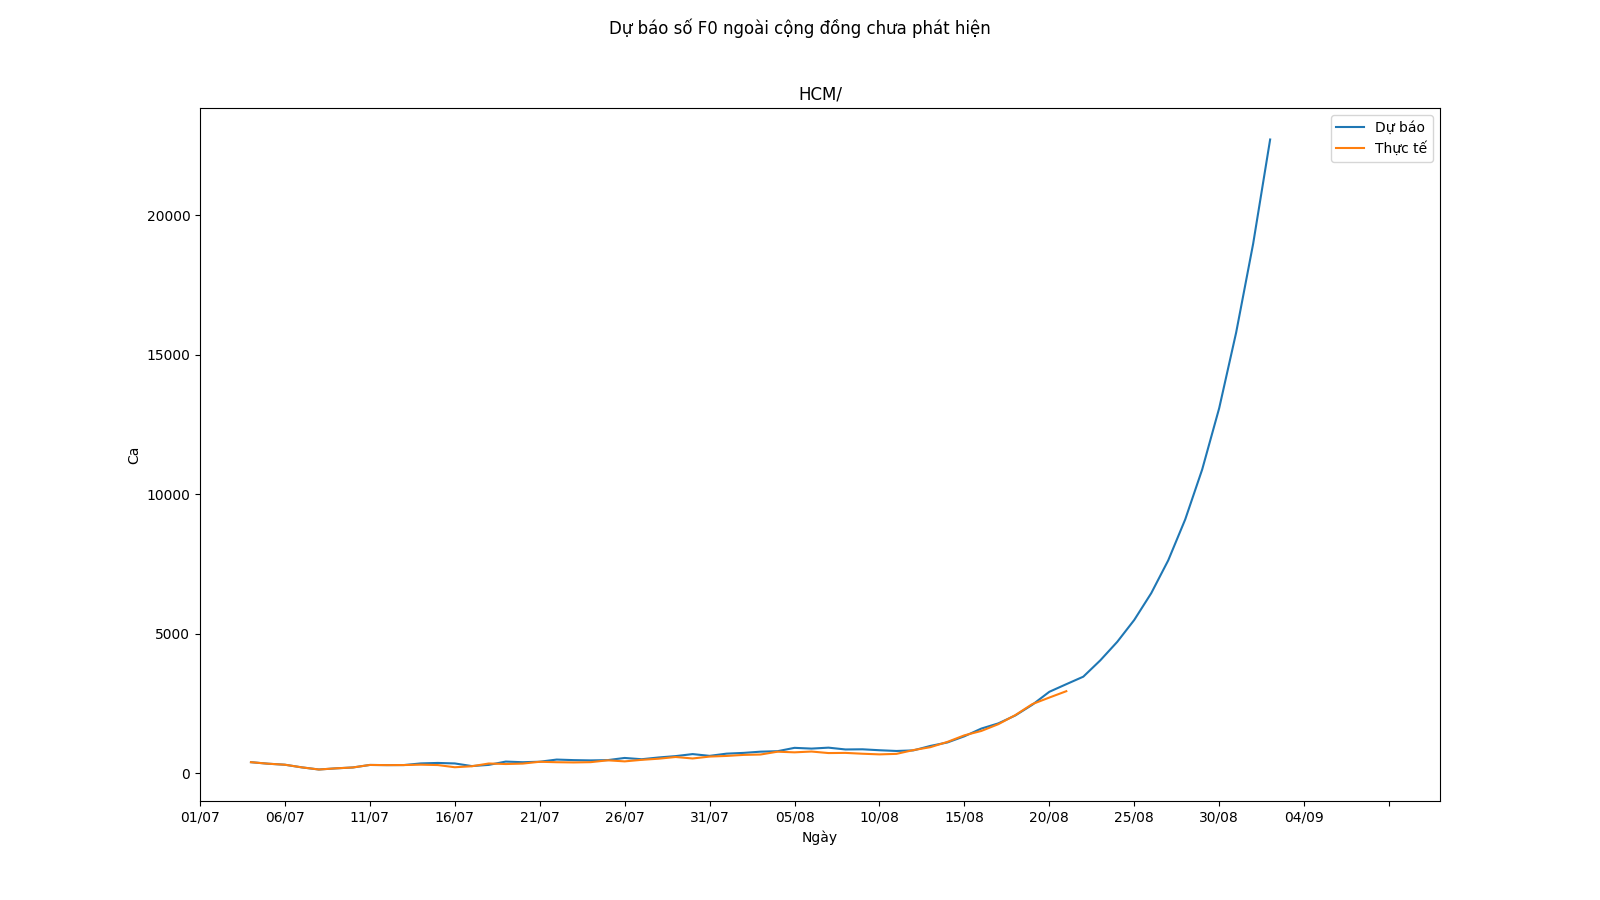 Dự báo số F0 ngoài cộng đồng chưa phát hiện
HCM/
Dự báo
Thực tế
20000
15000
10000
5000
0
Ca
01/07 06/07 11/07 16/07 21/07 26/07 31/07 05/08 10/08 15/08 20/08 25/08 30/08 04/09
Ngày